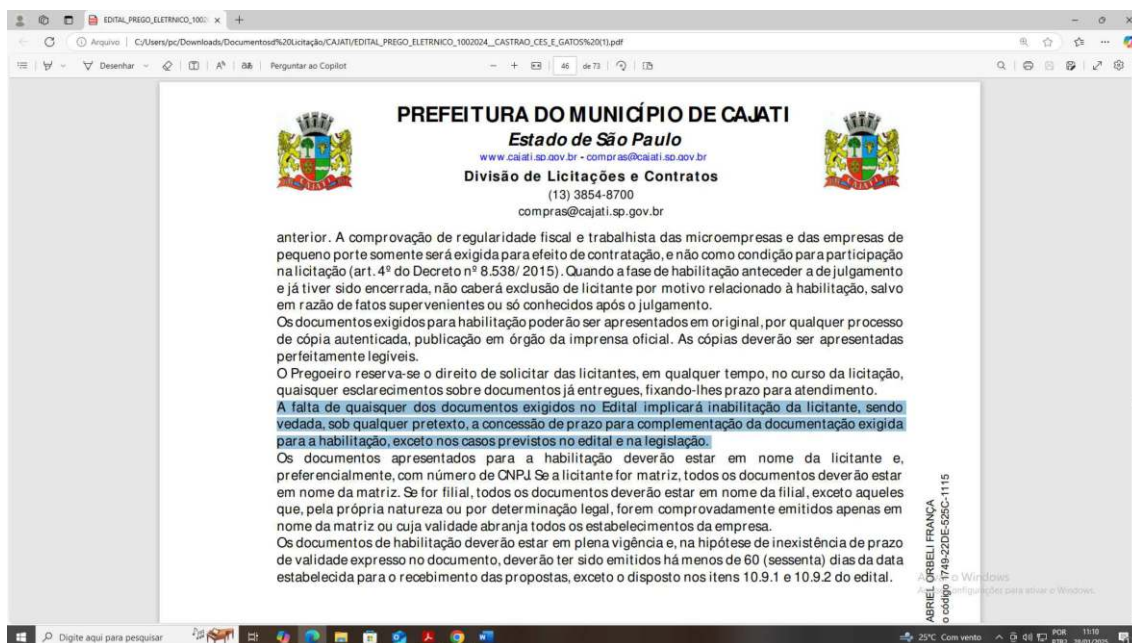 EDITAL_PREGO_ELETRNICO_1002
Arquivo | C:/Users/pc/Downloads/Documentosd%20Licitação/CAJATI/EDITAL_PREGO_ELETRNICO_1002024__CASTRAO_CES_E_GATOS%20(1).pdf
Desenhar
Perguntar ao Copilot
46 de 73
PREFEITURA DO MUNICÍPIO DE CAJATI
Estado de São Paulo
www.cajati.sp.gov.br - compras@cajati.sp.gov.br
Divisão de Licitações e Contratos
(13) 3854-8700
compras@cajati.sp.gov.br
CAJATI
CAJATI
anterior. A comprovação de regularidade fiscal e trabalhista das microempresas e das empresas de
pequeno porte somente será exigida para efeito de contratação, e não como condição para participação
na licitação (art. 4º do Decreto nº 8.538/ 2015). Quando a fase de habilitação anteceder a de julgamento
e já tiver sido encerrada, não caberá exclusão de licitante por motivo relacionado à habilitação, salvo
em razão de fatos supervenientes ou só conhecidos após o julgamento.
Os documentos exigidos para habilitação poderão ser apresentados em original, por qualquer processo
de cópia autenticada, publicação em órgão da imprensa oficial. As cópias deverão ser apresentadas
perfeitamente legíveis.
O Pregoeiro reserva-se o direito de solicitar das licitantes, em qualquer tempo, no curso da licitação,
quaisquer esclarecimentos sobre documentos já entregues, fixando-lhes prazo para atendimento.
A falta de quaisquer dos documentos exigidos no Edital implicará inabilitação da licitante, sendo
vedada, sob qualquer pretexto, a concessão de prazo para complementação da documentação exigida
para a habilitação, exceto nos casos previstos no edital e na legislação.
Os documentos apresentados para a habilitação deverão estar em nome da licitante e,
preferencialmente, com número de CNPJ. Se a licitante for matriz, todos os documentos deverão estar
em nome da matriz. Se for filial, todos os documentos deverão estar em nome da filial, exceto aqueles
que, pela própria natureza ou por determinação legal, forem comprovadamente emitidos apenas em
nome da matriz ou cuja validade abranja todos os estabelecimentos da empresa.
Os documentos de habilitação deverão estar em plena vigência e, na hipótese de inexistência de prazo
de validade expresso no documento, deverão ter sido emitidos há menos de 60 (sessenta) dias da data
estabelecida para o recebimento das propostas, exceto o disposto nos itens 10.9.1 e 10.9.2 do edital.
ABRIEL ORBELI FRANÇA
o código 1749-22DE-525C-1115
Ativar o Windows
configurações para ativar o Windows.
Digite aqui para pesquisar
25°C Com vento
POR
11:10